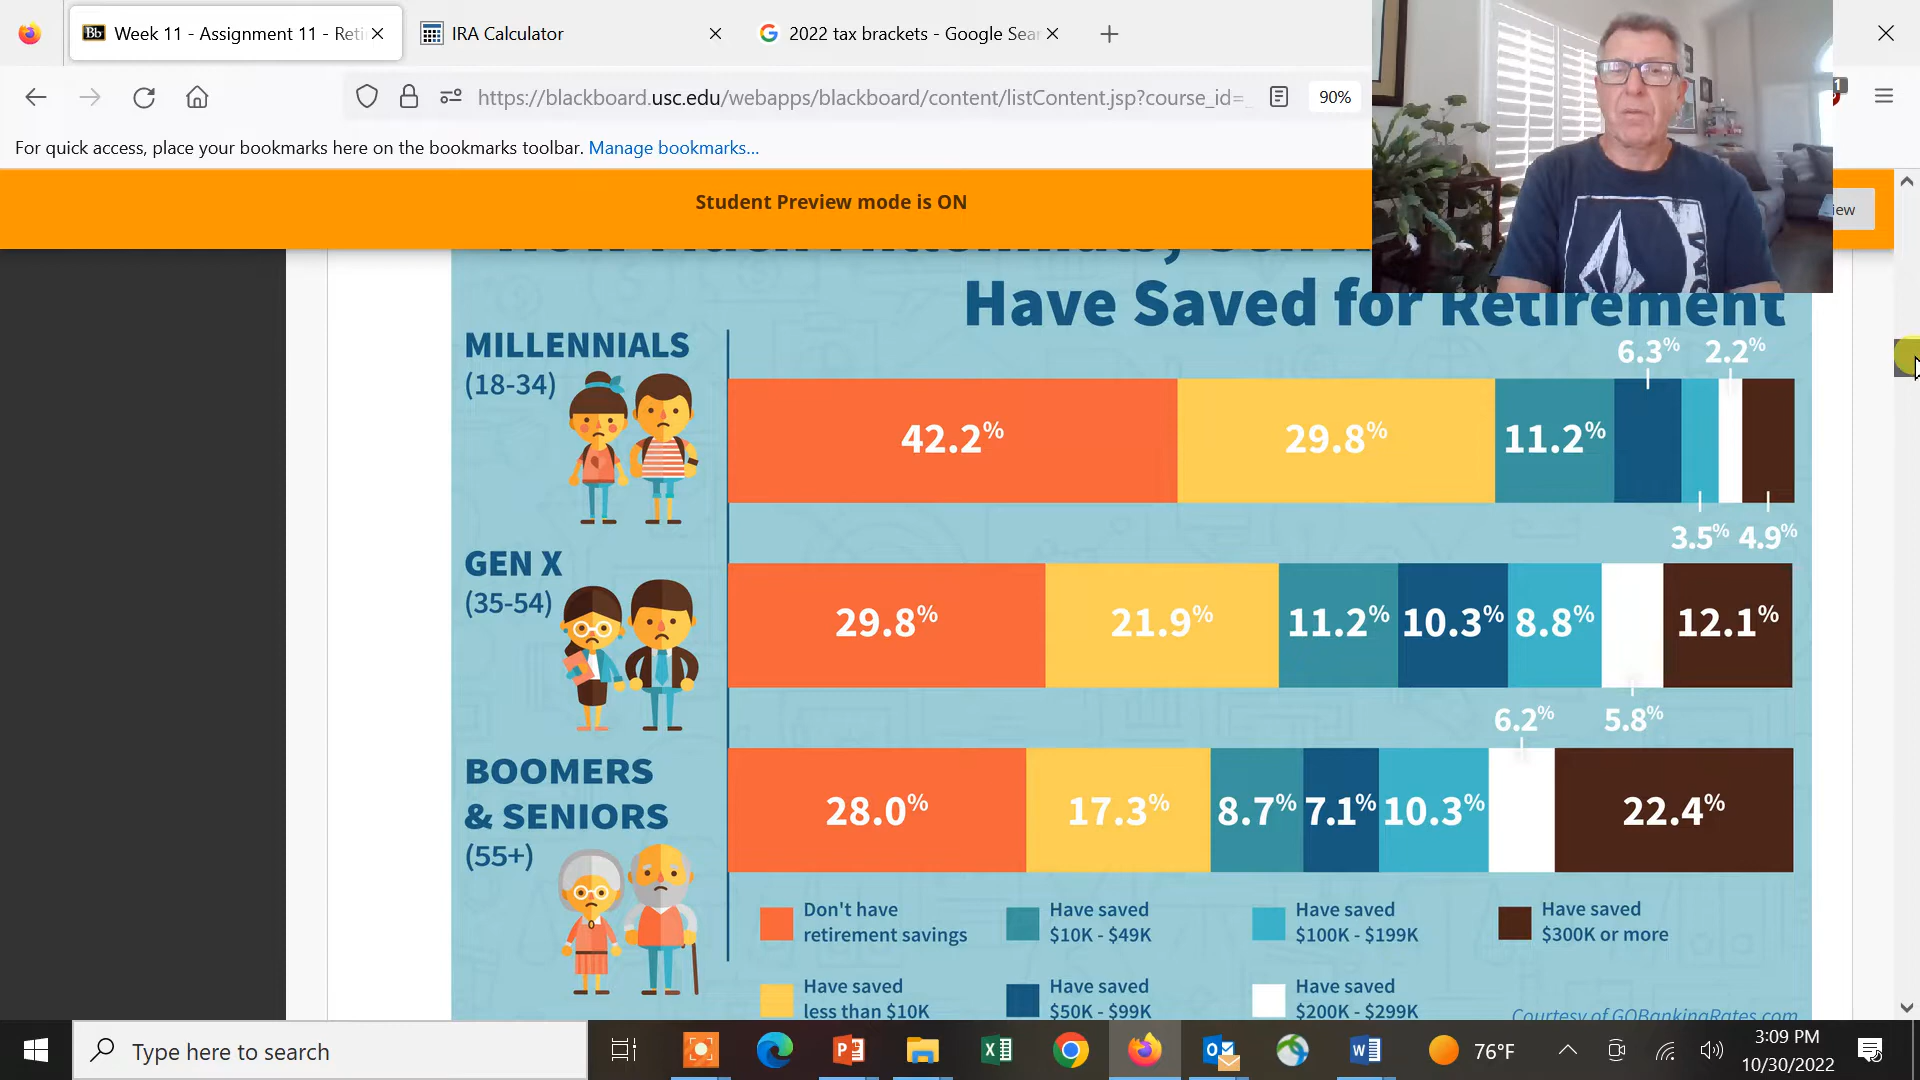 Bb Week 11 - Assignment 11 - Reti
IRA Calculator
2022 tax brackets - Google Sear
https://blackboard.usc.edu/webapps/blackboard/content/listContent.jsp?course_id=_
90%
1
For quick access, place your bookmarks here on the bookmarks toolbar. Manage bookmarks...
Student Preview mode is ON
iew
Have Saved for Retirement
MILLENNIALS
(18-34)
6.3% 2.2%
42.2% 29.8% 11.2%
3.5% 4.9%
GEN X
(35-54)
29.8% 21.9% 11.2% 10.3% 8.8% 12.1%
6.2% 5.8%
BOOMERS
& SENIORS
(55+)
28.0% 17.3% 8.7% 7.1% 10.3% 22.4%
Don't have
retirement savings
Have saved
$10K - $49K
Have saved
$100K - $199K
Have saved
$300K or more
Have saved
less than $10K
Have saved
$50K - $99K
Have saved
$200K - $299K
Courtesy of GOBankingRates.com
Type here to search
76°F
3:09 PM
10/30/2022